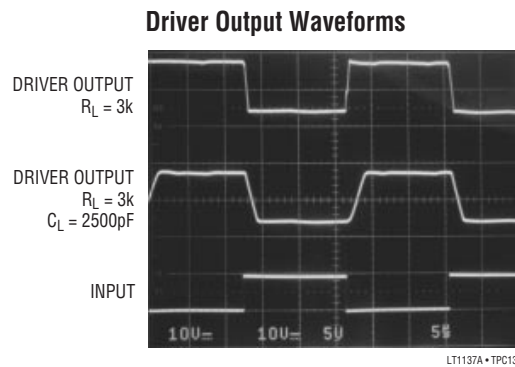 Driver Output Waveforms
DRIVER OUTPUT
RL = 3k
DRIVER OUTPUT
RL = 3k
CL = 2500pF
INPUT
10V 10V 5V
LT1137A • TPC13